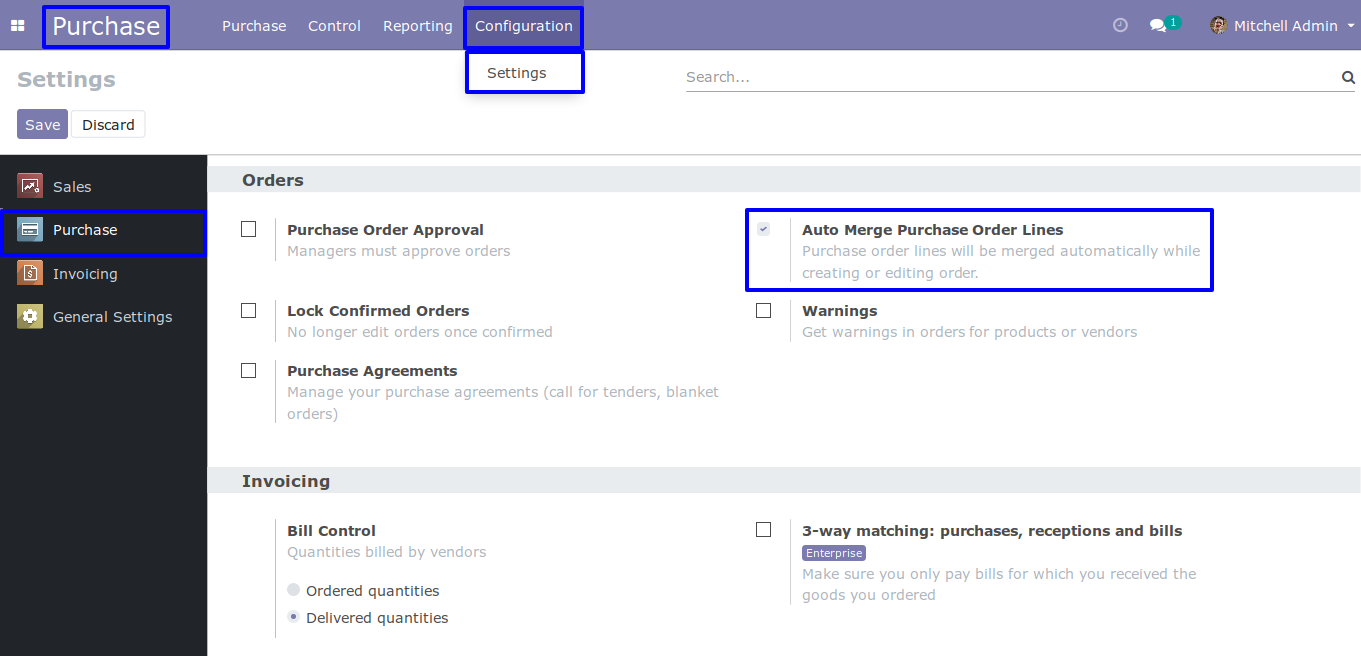 Purchase
Purchase Control Reporting Configuration
1
Mitchell Admin
Settings
Settings
Search...
Save Discard
Sales
Purchase
Invoicing
General Settings
Orders
Purchase Order Approval
Managers must approve orders
Auto Merge Purchase Order Lines
Purchase order lines will be merged automatically while
creating or editing order.
Lock Confirmed Orders
No longer edit orders once confirmed
Warnings
Get warnings in orders for products or vendors
Purchase Agreements
Manage your purchase agreements (call for tenders, blanket
orders)
Invoicing
Bill Control
Quantities billed by vendors
Ordered quantities
Delivered quantities
3-way matching: purchases, receptions and bills
Enterprise
Make sure you only pay bills for which you received the
goods you ordered